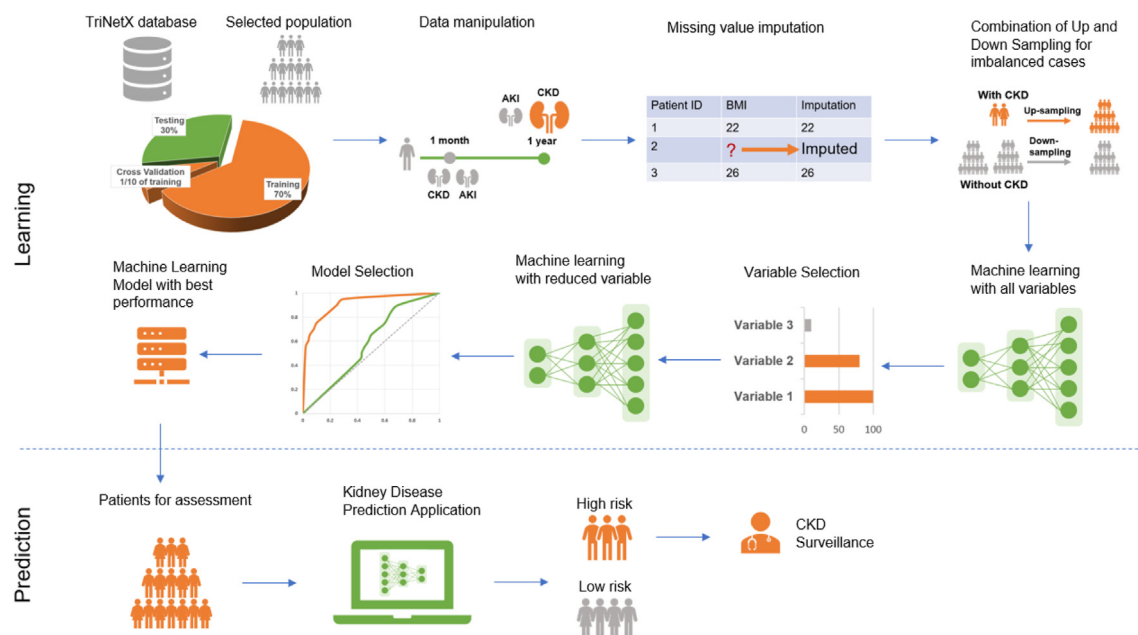 TriNetX database
Selected population
Data manipulation
Missing value imputation
Combination of Up and
Down Sampling for
imbalanced cases
Learning
Testing
30%
Cross Validation
1/10 of training
Training
70%
AKI
CKD
1 month
1 year
CKD
AKI
Patient ID BMI Imputation
1 22 22
2 ? Imputed
3 26 26
With CKD
Up-sampling
Down-
sampling
Without CKD
Machine Learning
Model with best
performance
Model Selection
1
0.8
0.6
0.4
0.2
0
0 0.2 0.4 0.6 0.8 1
Machine learning
with reduced variable
Variable Selection
Variable 3
Variable 2
Variable 1
0 50 100
Machine learning
with all variables
Prediction
Patients for assessment
Kidney Disease
Prediction Application
High risk
Low risk
CKD
Surveillance